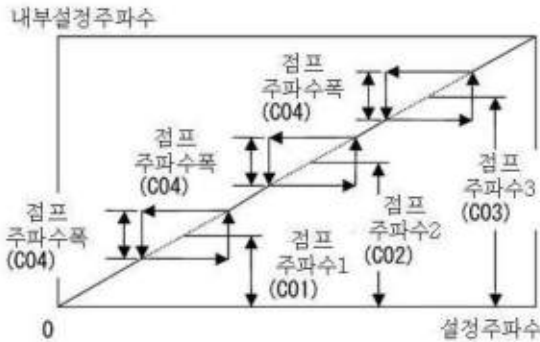 내부설정주파수
점프
주파수폭
(C04)
점프
주파수폭
(C04)
점프
주파수폭
(C04)
점프
주파수3
(C03)
점프
주파수2
(C02)
점프
주파수1
(C01)
0
설정주파수